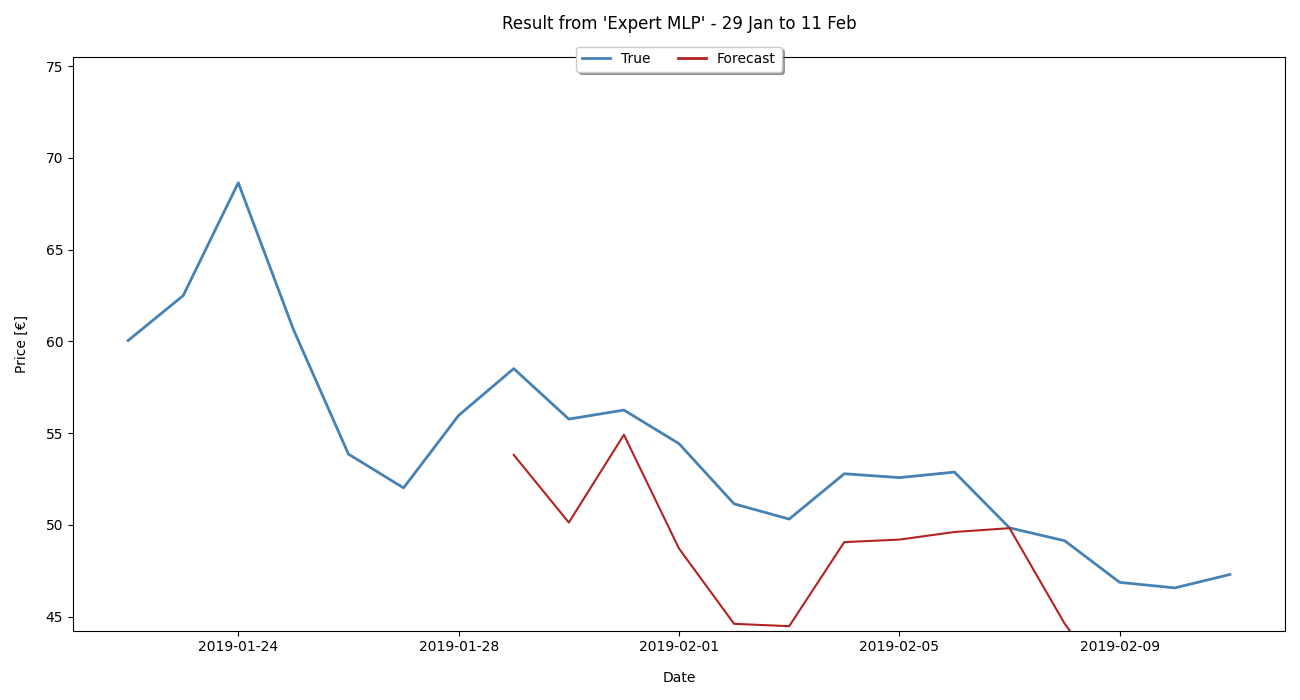 Result from 'Expert MLP' - 29 Jan to 11 Feb
True Forecast
75
70
65
60
55
50
45
Price [€]
2019-01-24 2019-01-28 2019-02-01 2019-02-05 2019-02-09
Date